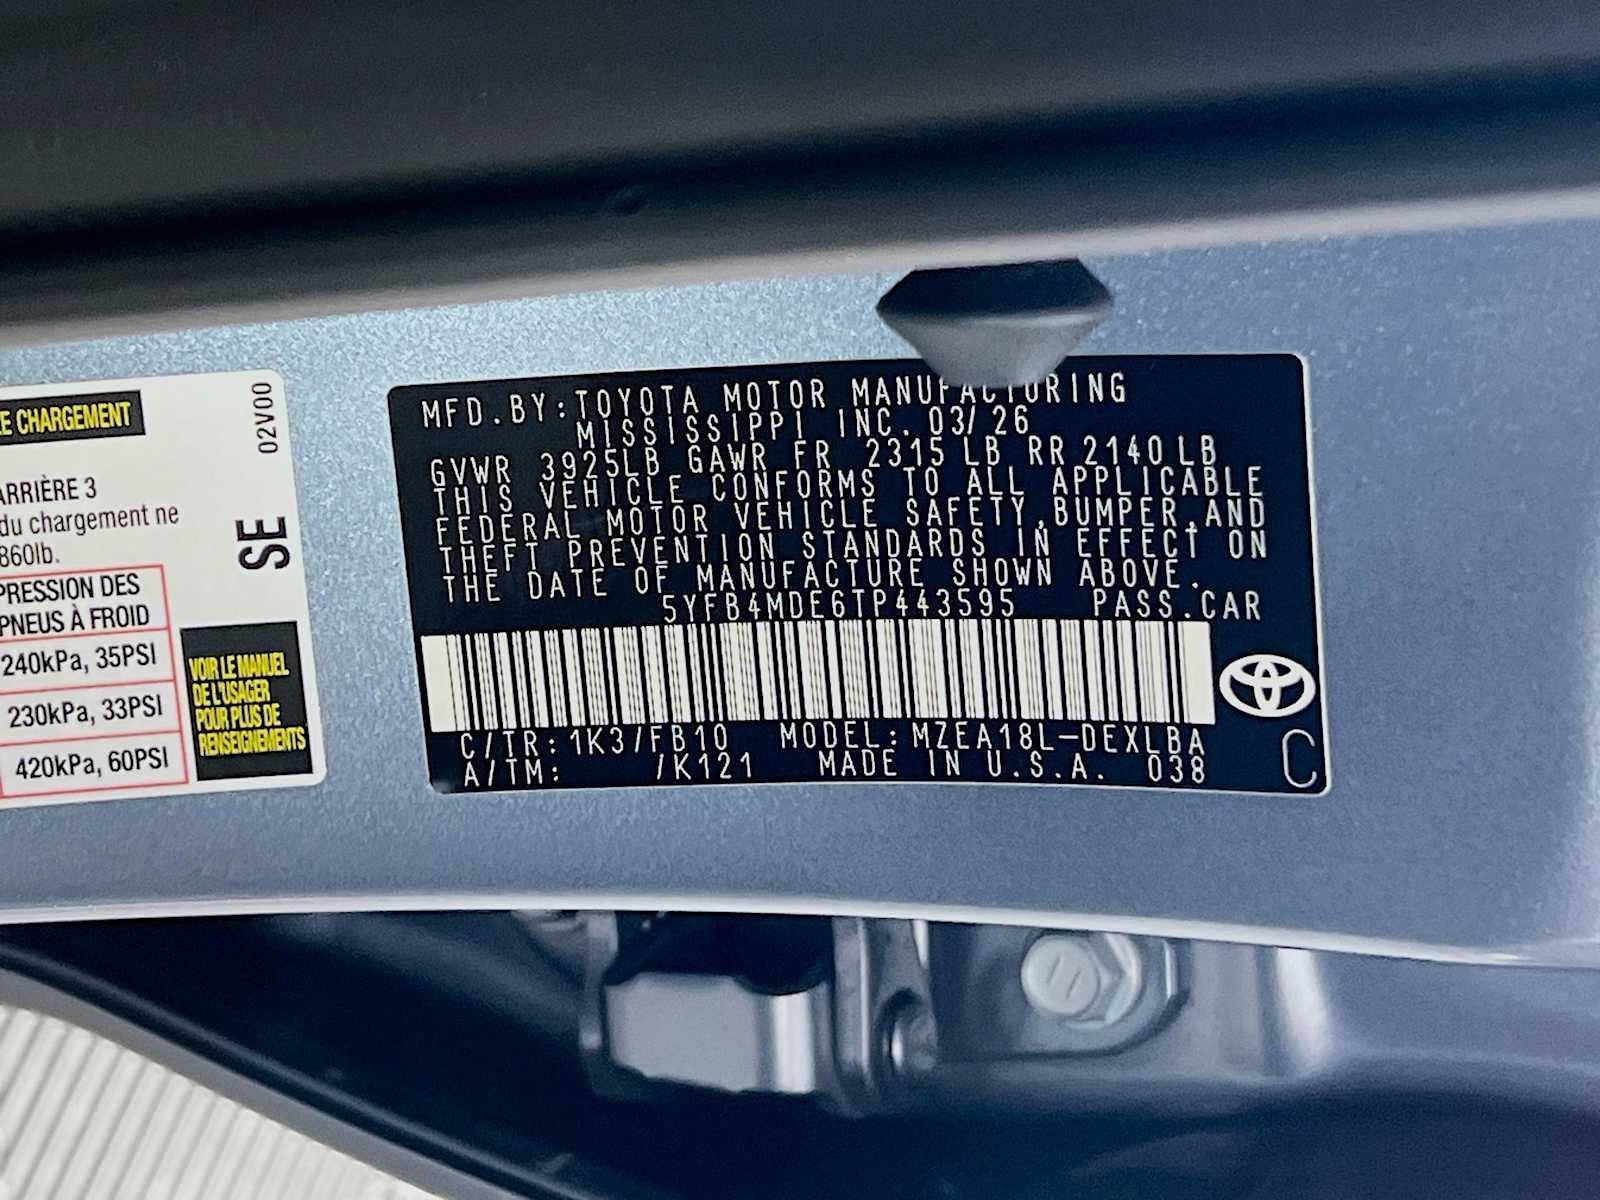 E CHARGEMENT
02V00
ARRIÈRE 3
du chargement ne
860lb.
SE
PRESSION DES
PNEUS À FROID
240kPa, 35PSI
230kPa, 33PSI
420kPa, 60PSI
VOIR LE MANUEL
DE L'USAGER
POUR PLUS DE
RENSEIGNEMENTS
MFD.BY:TOYOTA MOTOR MANUFACTURING
MISSISSIPPI INC. 03/26
GVWR 3925LB GAWR FR 2315 LB RR 2140 LB
THIS VEHICLE CONFORMS TO ALL APPLICABLE
FEDERAL MOTOR VEHICLE SAFETY,BUMPER,AND
THEFT PREVENTION STANDARDS IN EFFECT ON
THE DATE OF MANUFACTURE SHOWN ABOVE.
5YFB4MDE6TP443595 PASS.CAR
C/TR:1K3/FB10 MODEL:MZEA18L-DEXLBA
A/TM: /K121 MADE IN U.S.A. 038
C